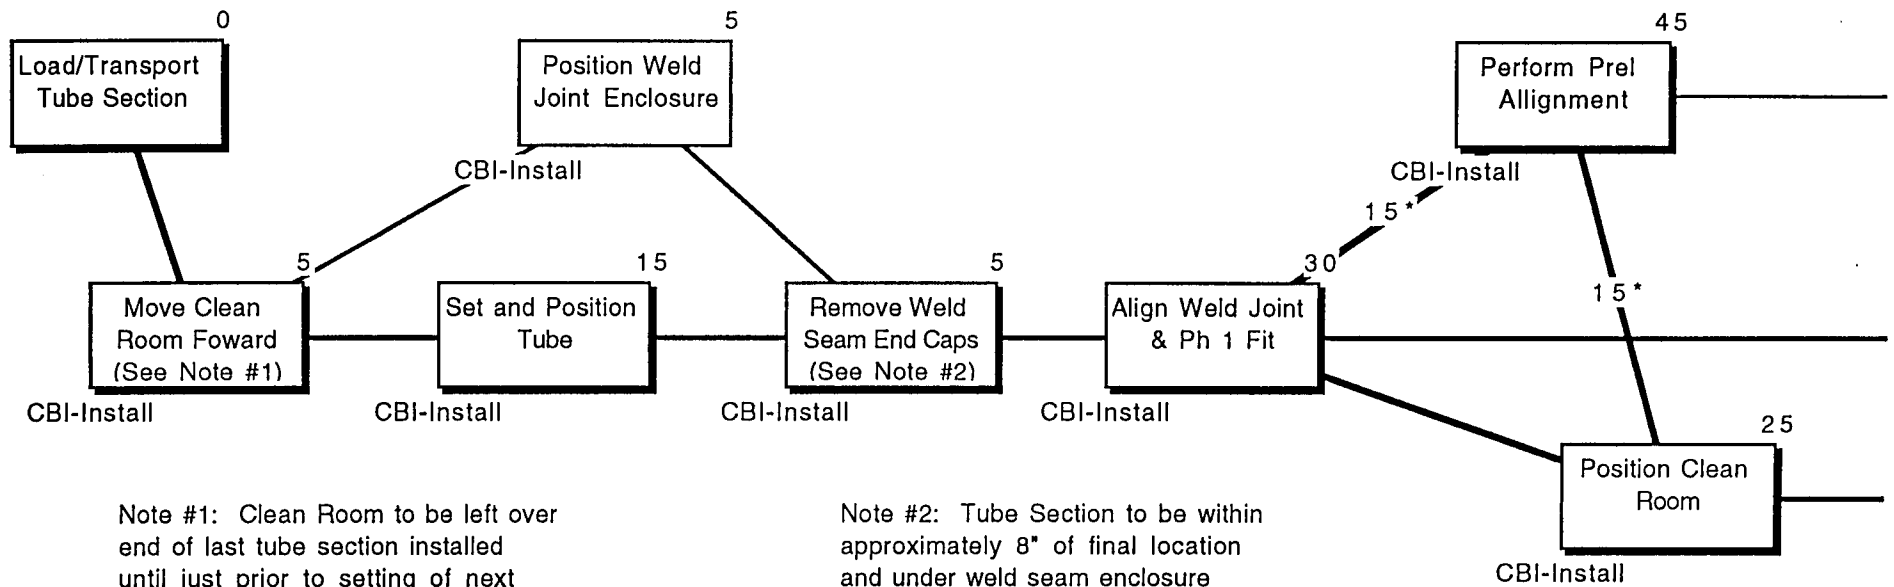 0
Load/Transport
Tube Section
5
Position Weld
Joint Enclosure
CBI-Install
45
Perform Prel
Allignment
CBI-Install
15*
5
Move Clean
Room Foward
(See Note #1)
CBI-Install
15
Set and Position
Tube
CBI-Install
5
Remove Weld
Seam End Caps
(See Note #2)
CBI-Install
30
Align Weld Joint
& Ph 1 Fit
CBI-Install
15*
25
Position Clean
Room
CBI-Install
Note #1: Clean Room to be left over
end of last tube section installed
until just prior to setting of next
Note #2: Tube Section to be within
approximately 8" of final location
and under weld seam enclosure